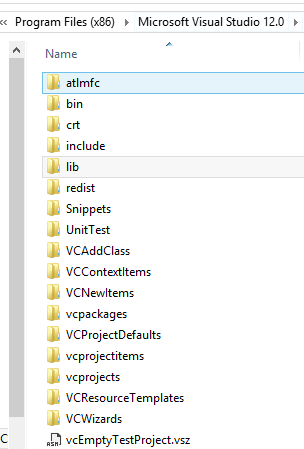 « Program Files (x86) › Microsoft Visual Studio 12.0 ›
Name
atlmfc
bin
crt
include
lib
redist
Snippets
UnitTest
VCAddClass
VCContextItems
VCNewItems
vcpackages
VCProjectDefaults
vcprojectitems
vcprojects
VCResourceTemplates
VCWizards
vcEmptyTestProject.vsz